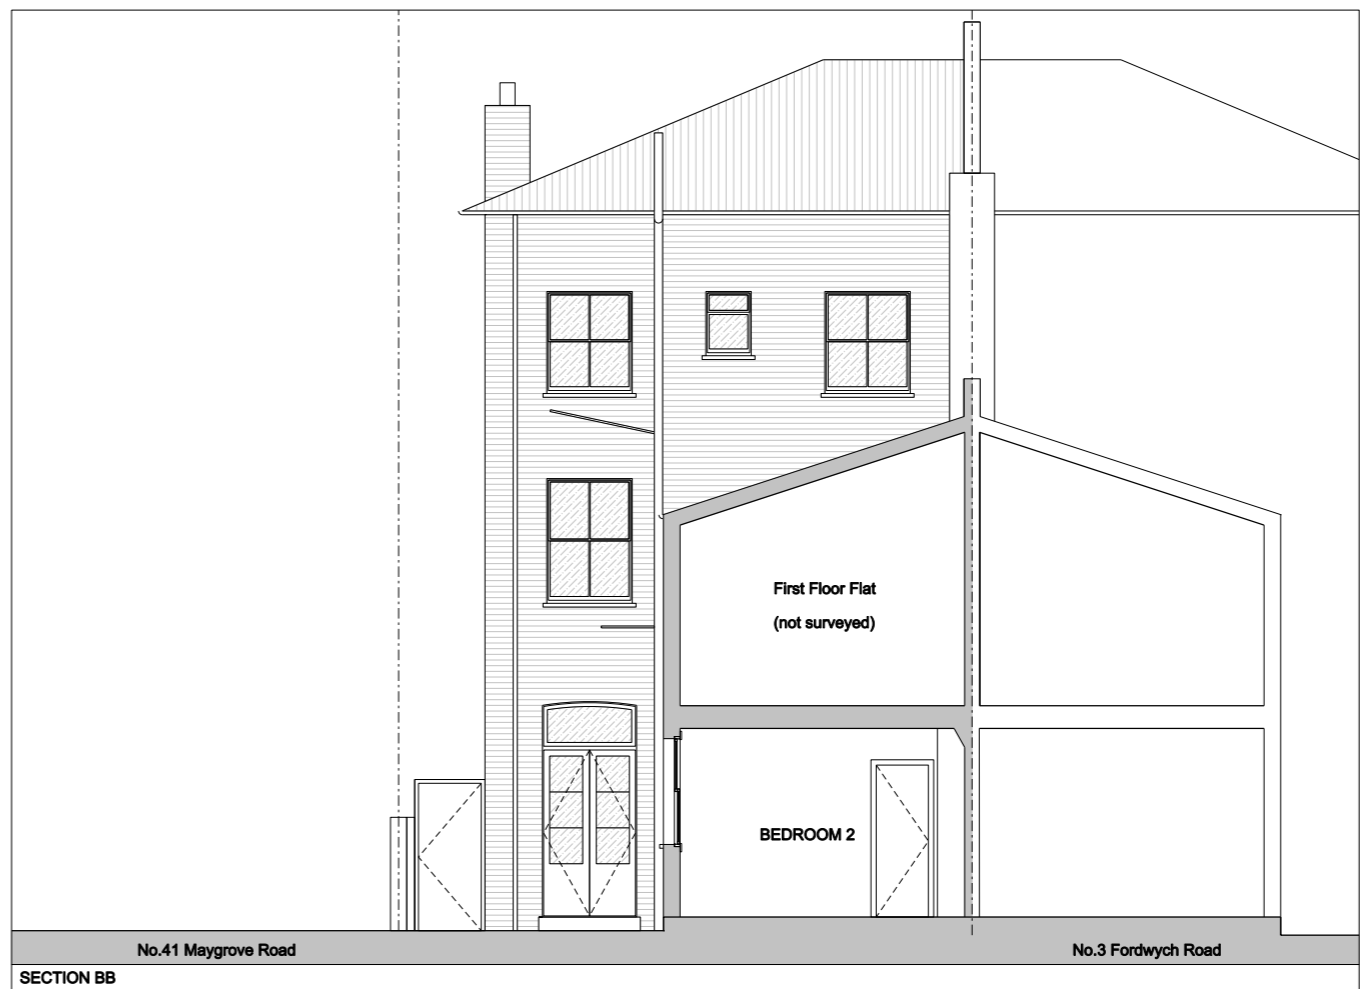 First Floor Flat
(not surveyed)
BEDROOM 2
No.41 Maygrove Road
No.3 Fordwych Road
SECTION BB